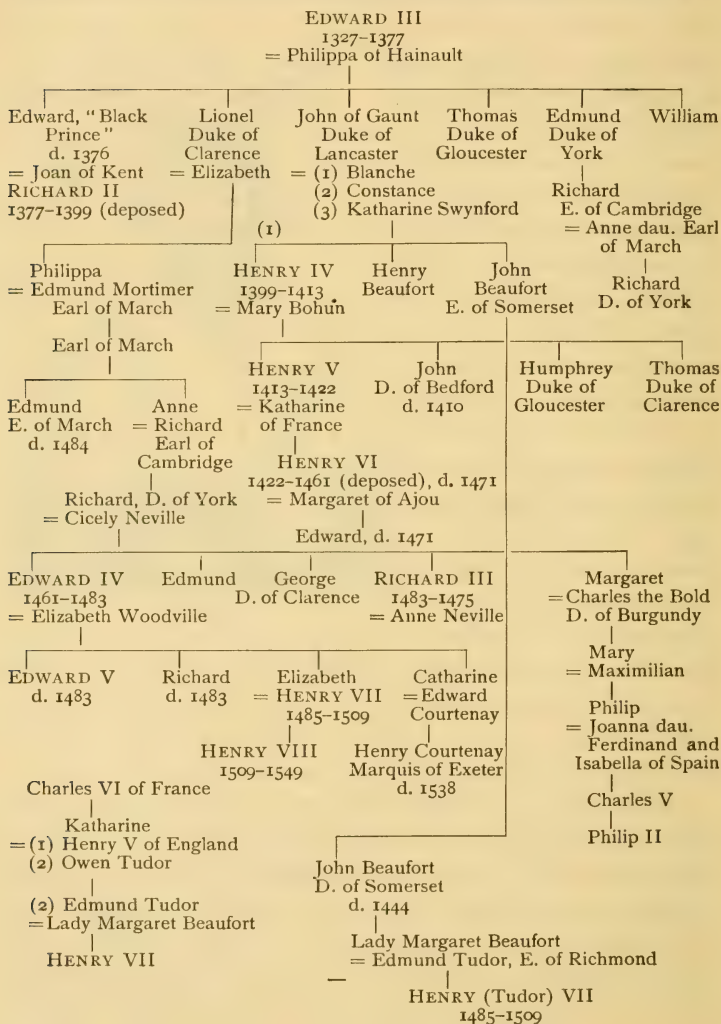 EDWARD III
1327–1377
= Philippa of Hainault
Edward, "Black
Prince"
d. 1376
= Joan of Kent
RICHARD II
1377–1399 (deposed)
Lionel
Duke of
Clarence
= Elizabeth
John of Gaunt
Duke of
Lancaster
= (1) Blanche
(2) Constance
(3) Katharine Swynford
Thomas
Duke of
Gloucester
Edmund
Duke of
York
William
Richard
E. of Cambridge
= Anne dau. Earl
of March
Richard
D. of York
(1)
Philippa
= Edmund Mortimer
Earl of March
Earl of March
HENRY IV
1399–1413
= Mary Bohun
Henry
Beaufort
John
Beaufort
E. of Somerset
HENRY V
1413–1422
= Katharine
of France
John
D. of Bedford
d. 1410
Humphrey
Duke of
Gloucester
Thomas
Duke of
Clarence
Edmund
E. of March
d. 1484
Anne
= Richard
Earl of
Cambridge
HENRY VI
1422–1461 (deposed), d. 1471
= Margaret of Ajou
Edward, d. 1471
Richard, D. of York
= Cicely Neville
EDWARD IV
1461–1483
= Elizabeth Woodville
Edmund
George
D. of Clarence
RICHARD III
1483–1475
= Anne Neville
Margaret
= Charles the Bold
D. of Burgundy
Mary
= Maximilian
Philip
= Joanna dau.
Ferdinand and
Isabella of Spain
Charles V
Philip II
EDWARD V
d. 1483
Richard
d. 1483
Elizabeth
= HENRY VII
1485–1509
Catharine
= Edward
Courtenay
HENRY VIII
1509–1549
Henry Courtenay
Marquis of Exeter
d. 1538
Charles VI of France
Katharine
= (1) Henry V of England
(2) Owen Tudor
(2) Edmund Tudor
= Lady Margaret Beaufort
HENRY VII
John Beaufort
D. of Somerset
d. 1444
Lady Margaret Beaufort
= Edmund Tudor, E. of Richmond
HENRY (Tudor) VII
1485–1509